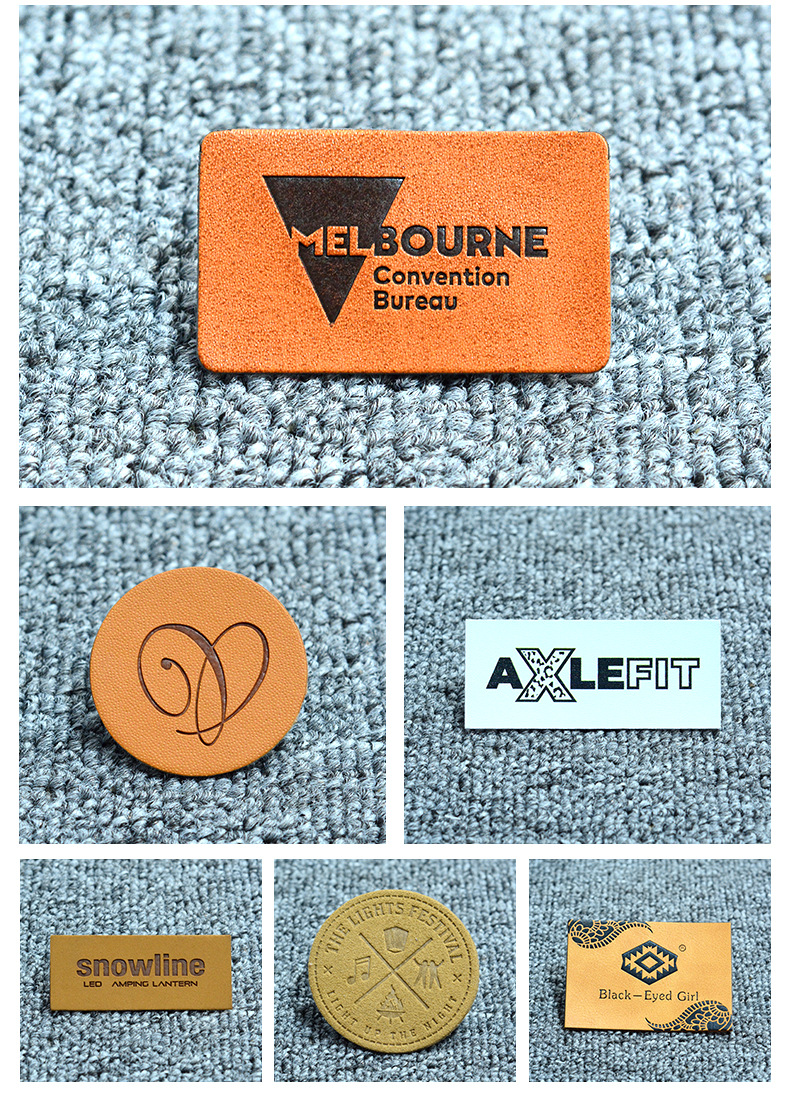 MELBOURNE
Convention
Bureau
AXLEFIT
snowline
LED AMPING LANTERN
THE LIGHTS FESTIVAL
LIGHT UP THE NIGHT
Black-Eyed Girl